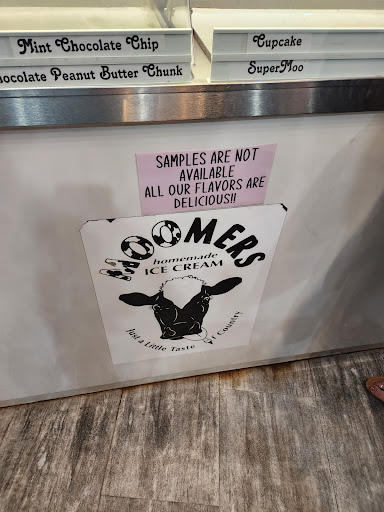 Mint Chocolate Chip
Chocolate Peanut Butter Chunk
Cupcake
SuperMoo
SAMPLES ARE NOT
AVAILABLE
ALL OUR FLAVORS ARE
DELICIOUS!!
MOOMERS
homemade
ICE CREAM
Just a Little Taste of Country